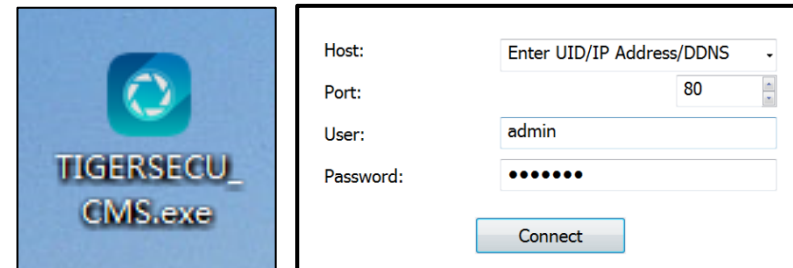 TIGERSECU_
CMS.exe
Host:
Enter UID/IP Address/DDNS
Port:
80
User:
admin
Password:
•••••••
Connect